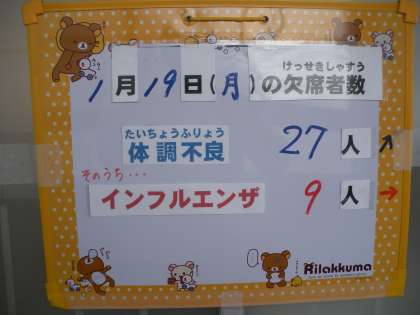 けっせきしゃすう
1月19日(月)の欠席者数
たいちょうふりょう
体調不良 27人 ↗
そのうち・・・
インフルエンザ 9人 →
Rilakkuma